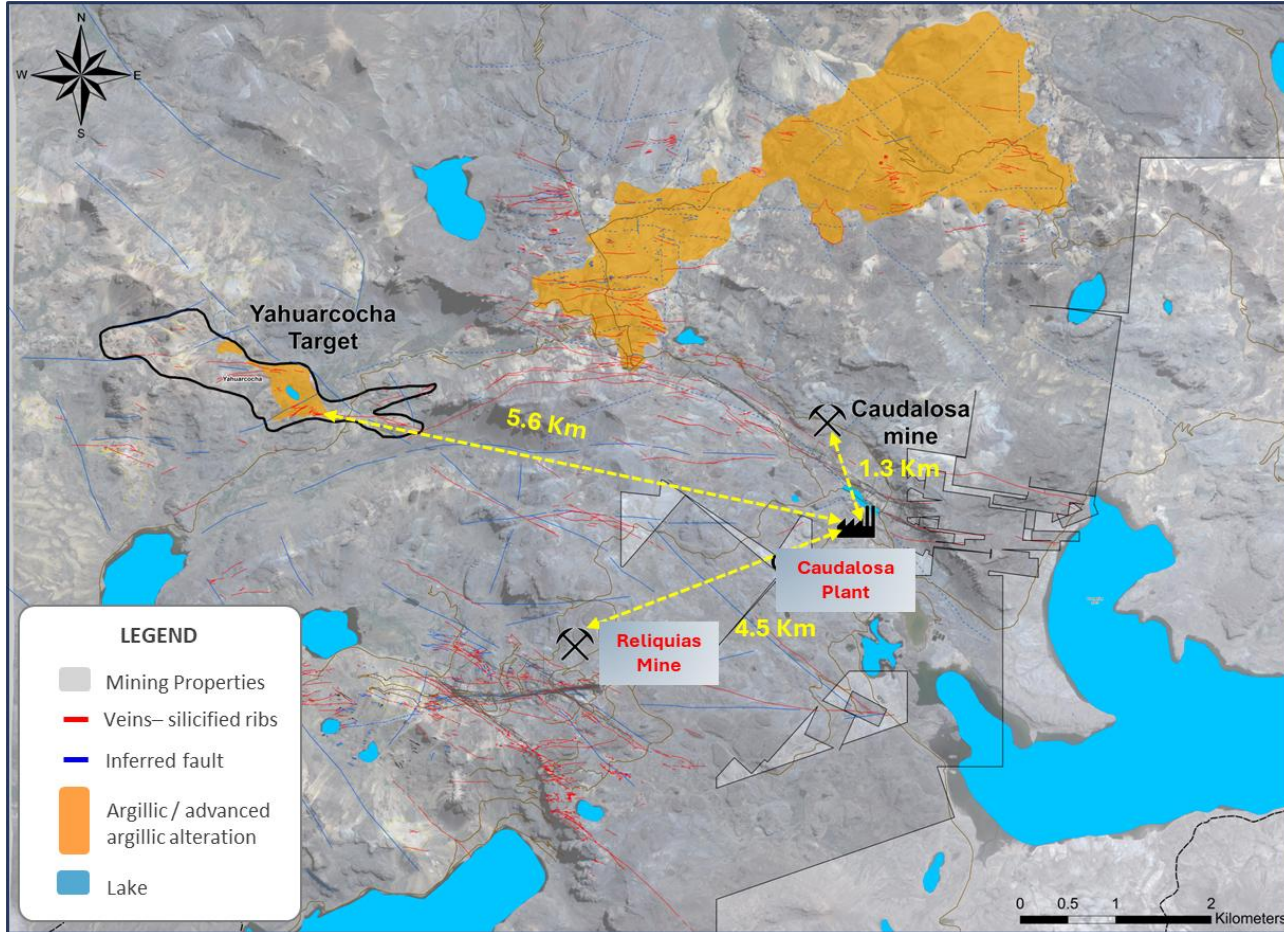 N
W
E
S
Yahuarcocha
Target
Yahuarcocha
5.6 Km
Caudalosa
mine
1.3 Km
Caudalosa
Plant
4.5 Km
Reliquias
Mine
LEGEND
Mining Properties
Veins– silicified ribs
Inferred fault
Argillic / advanced
argillic alteration
Lake
0 0.5 1 2
Kilometers